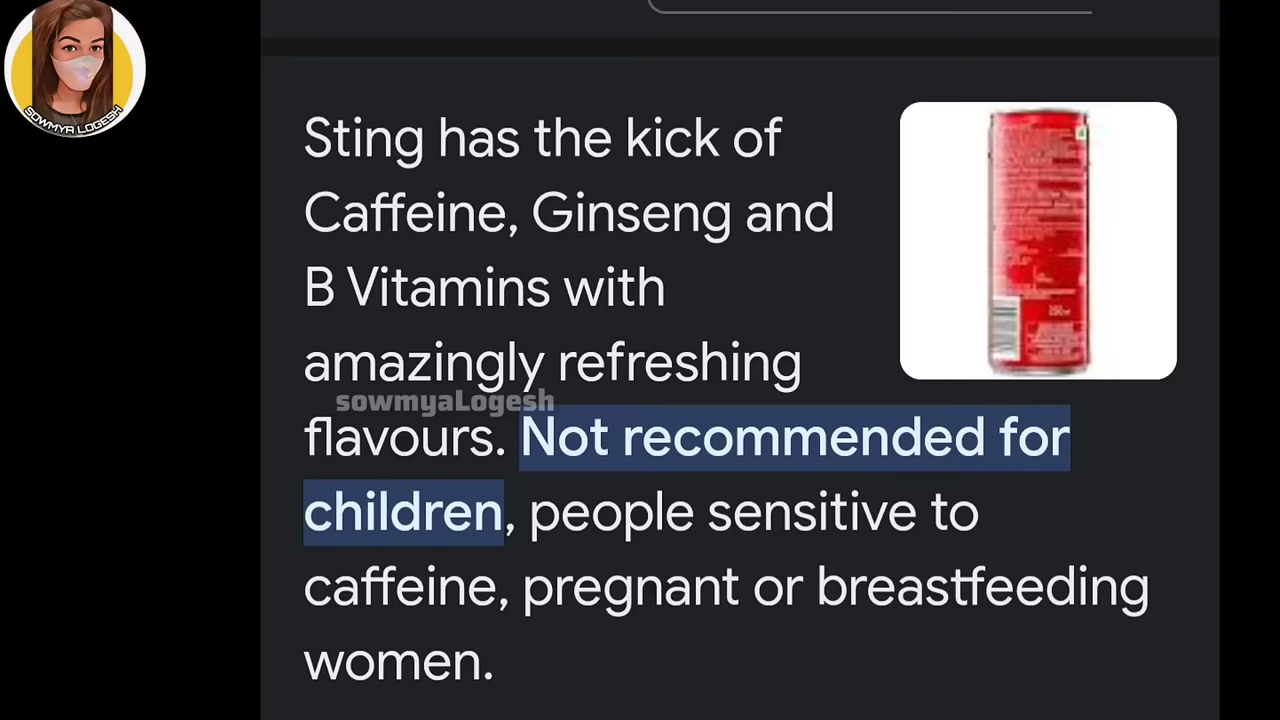 SOWMYA LOGESH
Sting has the kick of
Caffeine, Ginseng and
B Vitamins with
amazingly refreshing
sowmyaLogesh
flavours. Not recommended for
children, people sensitive to
caffeine, pregnant or breastfeeding
women.